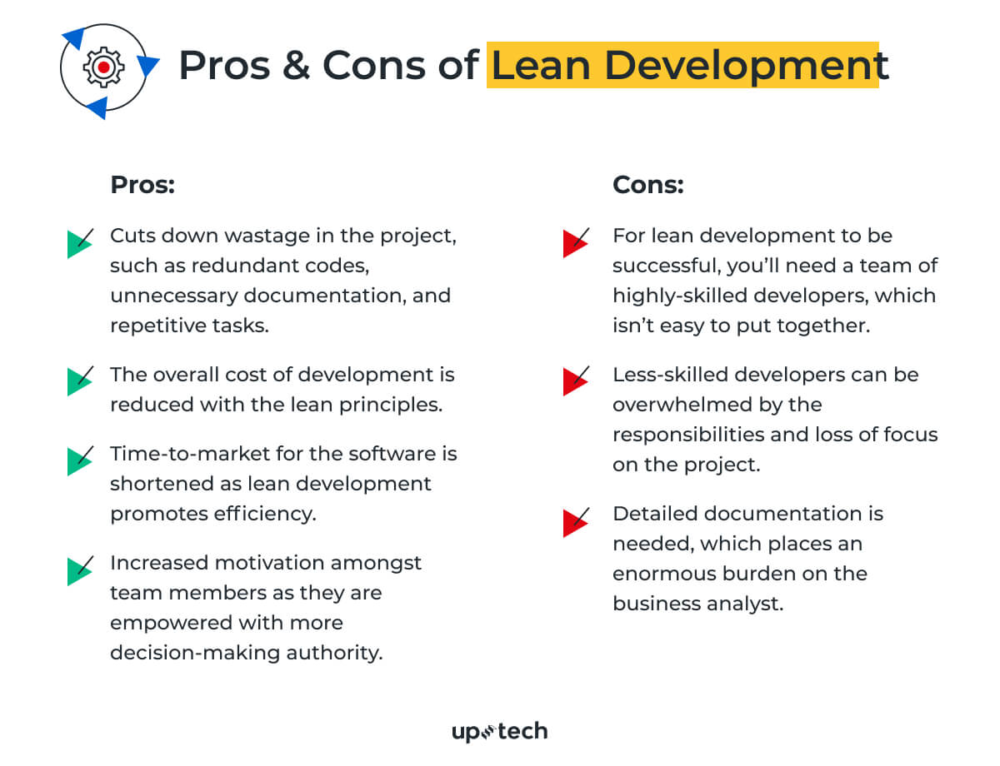 Pros & Cons of Lean Development
Pros:
Cuts down wastage in the project,
such as redundant codes,
unnecessary documentation, and
repetitive tasks.
The overall cost of development is
reduced with the lean principles.
Time-to-market for the software is
shortened as lean development
promotes efficiency.
Increased motivation amongst
team members as they are
empowered with more
decision-making authority.
Cons:
For lean development to be
successful, you’ll need a team of
highly-skilled developers, which
isn’t easy to put together.
Less-skilled developers can be
overwhelmed by the
responsibilities and loss of focus
on the project.
Detailed documentation is
needed, which places an
enormous burden on the
business analyst.
up tech